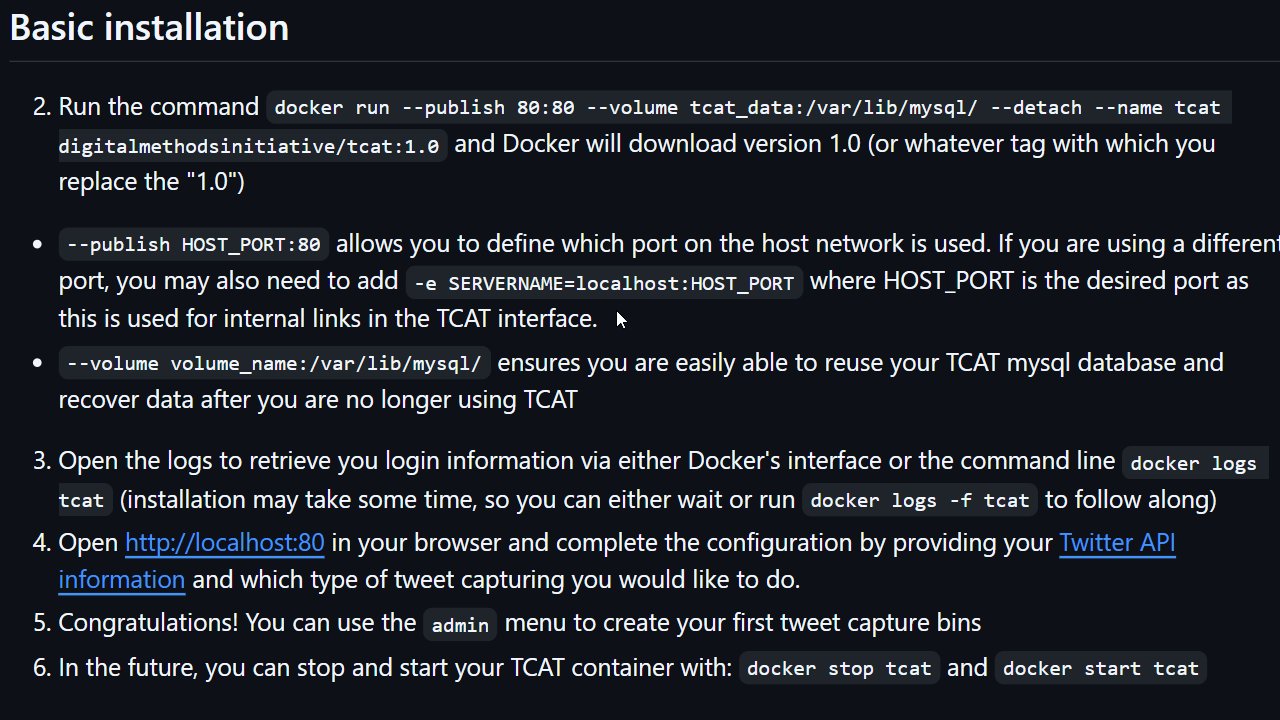 Basic installation
2. Run the command docker run --publish 80:80 --volume tcat_data:/var/lib/mysql/ --detach --name tcat
digitalmethodsinitiative/tcat:1.0 and Docker will download version 1.0 (or whatever tag with which you
replace the "1.0")
• --publish HOST_PORT:80 allows you to define which port on the host network is used. If you are using a different
port, you may also need to add -e SERVERNAME=localhost:HOST_PORT where HOST_PORT is the desired port as
this is used for internal links in the TCAT interface.
• --volume volume_name:/var/lib/mysql/ ensures you are easily able to reuse your TCAT mysql database and
recover data after you are no longer using TCAT
3. Open the logs to retrieve you login information via either Docker's interface or the command line docker logs
tcat (installation may take some time, so you can either wait or run docker logs -f tcat to follow along)
4. Open http://localhost:80 in your browser and complete the configuration by providing your Twitter API
information and which type of tweet capturing you would like to do.
5. Congratulations! You can use the admin menu to create your first tweet capture bins
6. In the future, you can stop and start your TCAT container with: docker stop tcat and docker start tcat